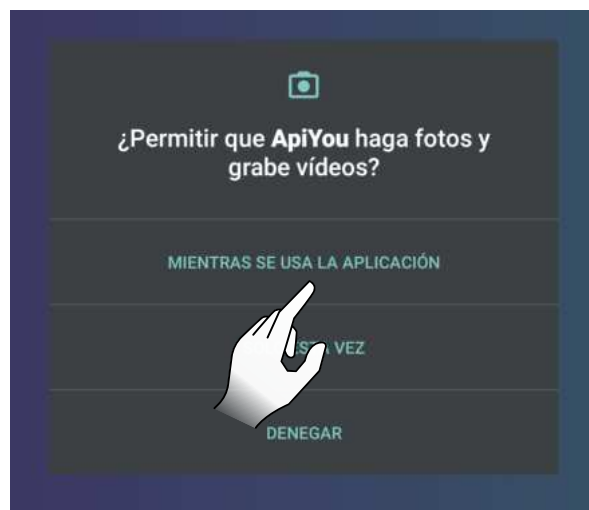 ¿Permitir que ApiYou haga fotos y
grabe vídeos?
MIENTRAS SE USA LA APLICACIÓN
VEZ
DENEGAR